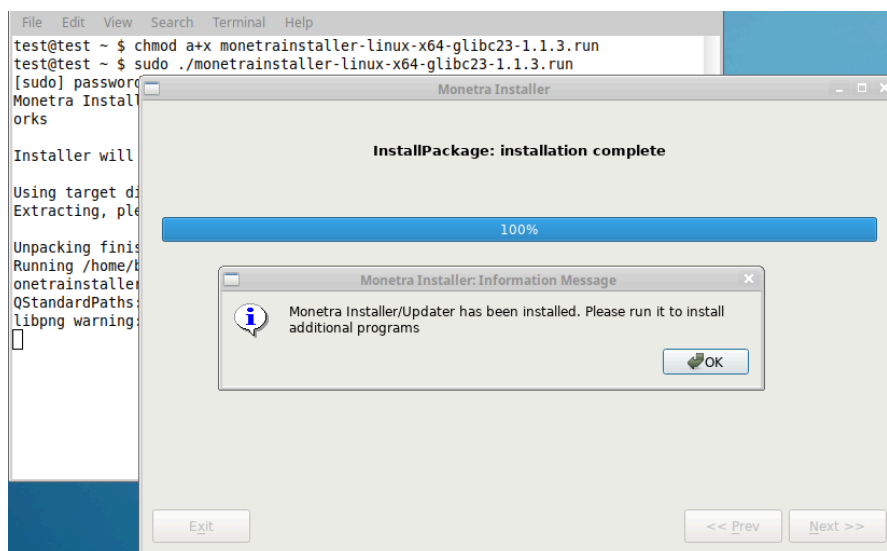 File Edit View Search Terminal Help
test@test ~ $ chmod a+x monetrainstaller-linux-x64-glibc23-1.1.3.run
test@test ~ $ sudo ./monetrainstaller-linux-x64-glibc23-1.1.3.run
[sudo] password
Monetra Install
orks
Installer will
Using target di
Extracting, ple
Unpacking finis
Running /home/b
onetrainstaller
QStandardPaths:
libpng warning:
Monetra Installer
InstallPackage: installation complete
100%
Monetra Installer: Information Message
Monetra Installer/Updater has been installed. Please run it to install
additional programs
OK
Exit
<< Prev
Next >>